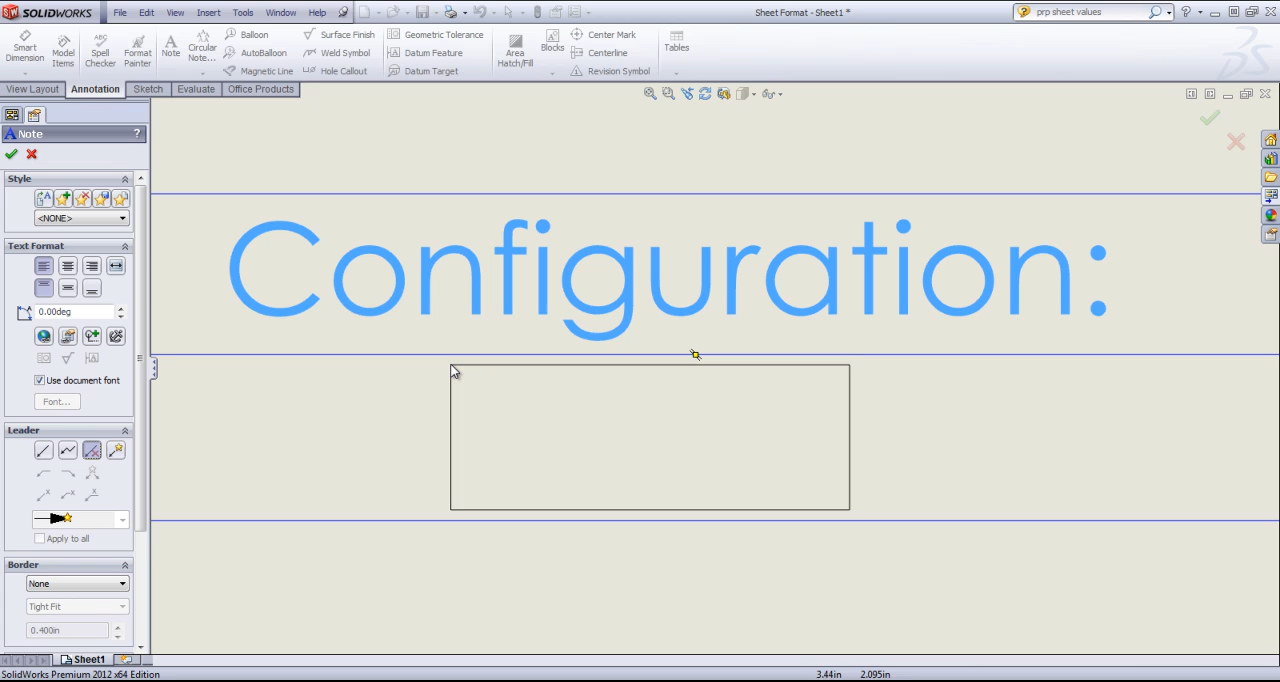 SOLIDWORKS File Edit View Insert Tools Window Help Sheet Format - Sheet1 * prp sheet values
Smart Dimension
Model Items
Spell Checker
Format Painter
Note
Circular Note...
Balloon
AutoBalloon
Magnetic Line
Surface Finish
Weld Symbol
Hole Callout
Geometric Tolerance
Datum Feature
Datum Target
Area Hatch/Fill
Blocks
Center Mark
Centerline
Revision Symbol
Tables
View Layout Annotation Sketch Evaluate Office Products
A Note ?
Style
<NONE>
Text Format
0.00deg
Use document font
Font...
Leader
Apply to all
Border
None
Tight Fit
0.400in
Configuration:
Sheet1
SolidWorks Premium 2012 x64 Edition 3.44in 2.095in